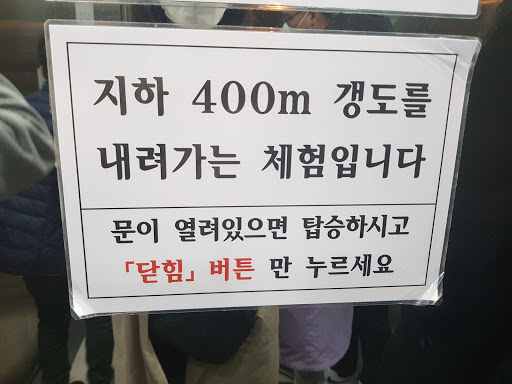 지하 400m 갱도를
내려가는 체험입니다
문이 열려있으면 탑승하시고
「닫힘」 버튼 만 누르세요